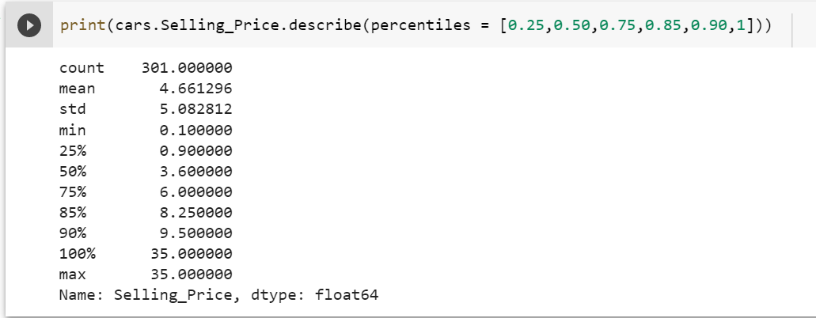 print(cars.Selling_Price.describe(percentiles = [0.25,0.50,0.75,0.85,0.90,1]))
count    301.000000
mean       4.661296
std        5.082812
min        0.100000
25%        0.900000
50%        3.600000
75%        6.000000
85%        8.250000
90%        9.500000
100%      35.000000
max       35.000000
Name: Selling_Price, dtype: float64